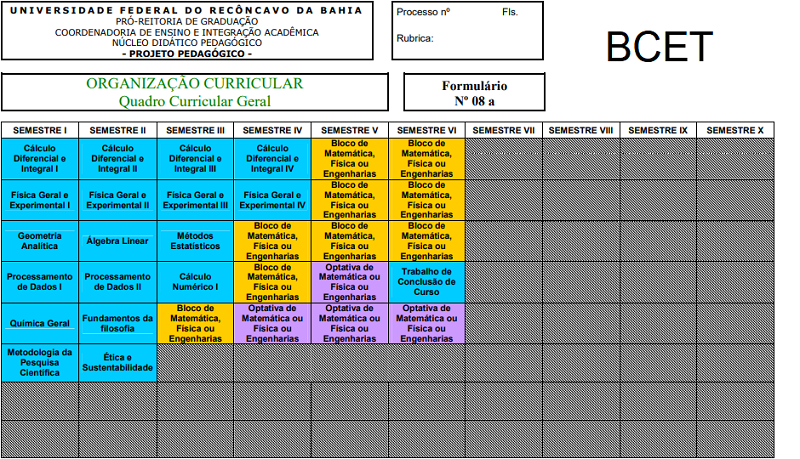 UNIVERSIDADE FEDERAL DO RECÔNCAVO DA BAHIA
PRÓ-REITORIA DE GRADUAÇÃO
COORDENADORIA DE ENSINO E INTEGRAÇÃO ACADÊMICA
NÚCLEO DIDÁTICO PEDAGÓGICO
- PROJETO PEDAGÓGICO -
Processo nº Fls.
Rubrica:
BCET
ORGANIZAÇÃO CURRICULAR
Quadro Curricular Geral
Formulário
Nº 08 a
SEMESTRE I SEMESTRE II SEMESTRE III SEMESTRE IV SEMESTRE V SEMESTRE VI SEMESTRE VII SEMESTRE VIII SEMESTRE IX SEMESTRE X
Cálculo
Diferencial e
Integral I
Cálculo
Diferencial e
Integral II
Cálculo
Diferencial e
Integral III
Cálculo
Diferencial e
Integral IV
Bloco de
Matemática,
Física ou
Engenharias
Bloco de
Matemática,
Física ou
Engenharias
Física Geral e
Experimental I
Física Geral e
Experimental II
Física Geral e
Experimental III
Física Geral e
Experimental IV
Bloco de
Matemática,
Física ou
Engenharias
Bloco de
Matemática,
Física ou
Engenharias
Geometria
Analítica
Álgebra Linear
Métodos
Estatísticos
Bloco de
Matemática,
Física ou
Engenharias
Bloco de
Matemática,
Física ou
Engenharias
Bloco de
Matemática,
Física ou
Engenharias
Processamento
de Dados I
Processamento
de Dados II
Cálculo
Numérico I
Bloco de
Matemática,
Física ou
Engenharias
Optativa de
Matemática ou
Física ou
Engenharias
Trabalho de
Conclusão de
Curso
Química Geral
Fundamentos da
filosofia
Bloco de
Matemática,
Física ou
Engenharias
Optativa de
Matemática ou
Física ou
Engenharias
Optativa de
Matemática ou
Física ou
Engenharias
Optativa de
Matemática ou
Física ou
Engenharias
Metodologia da
Pesquisa
Científica
Ética e
Sustentabilidade